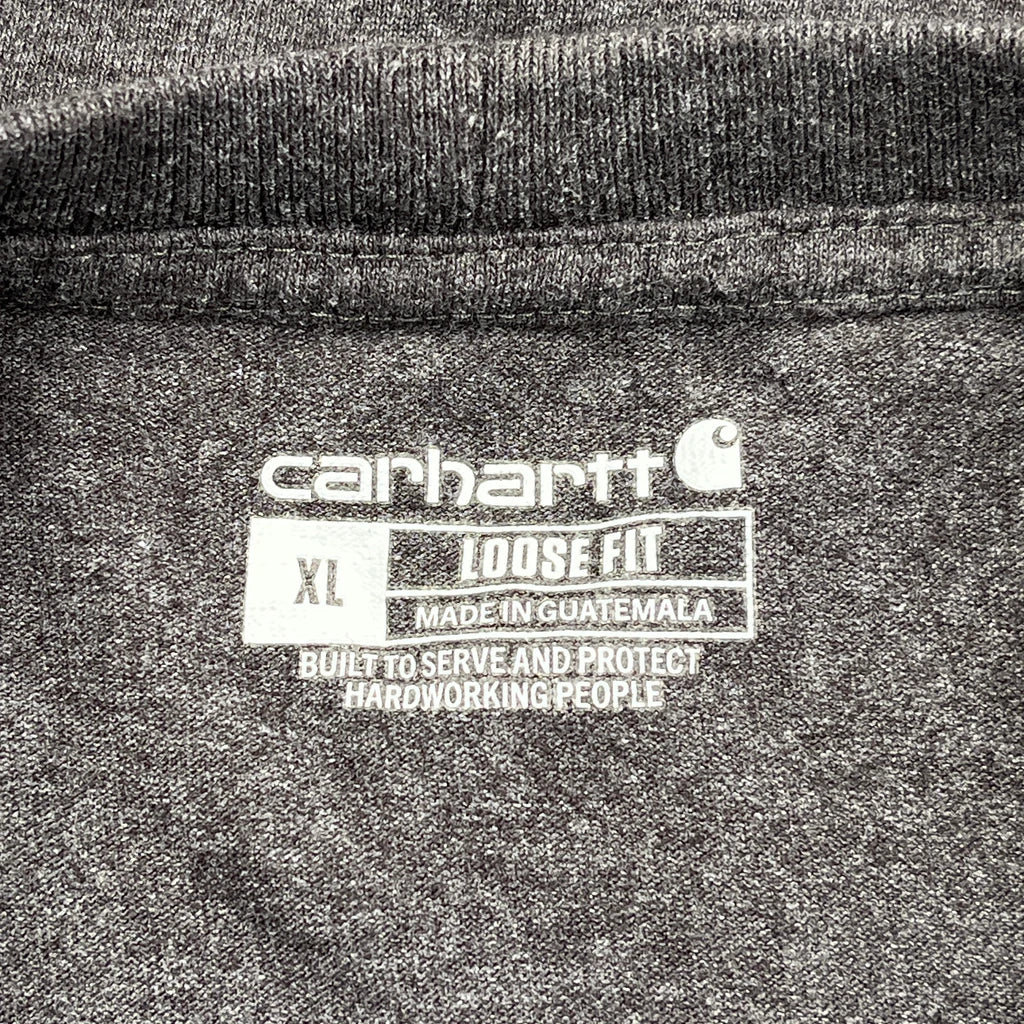 carhartt
XL
LOOSE FIT
MADE IN GUATEMALA
BUILT TO SERVE AND PROTECT
HARDWORKING PEOPLE